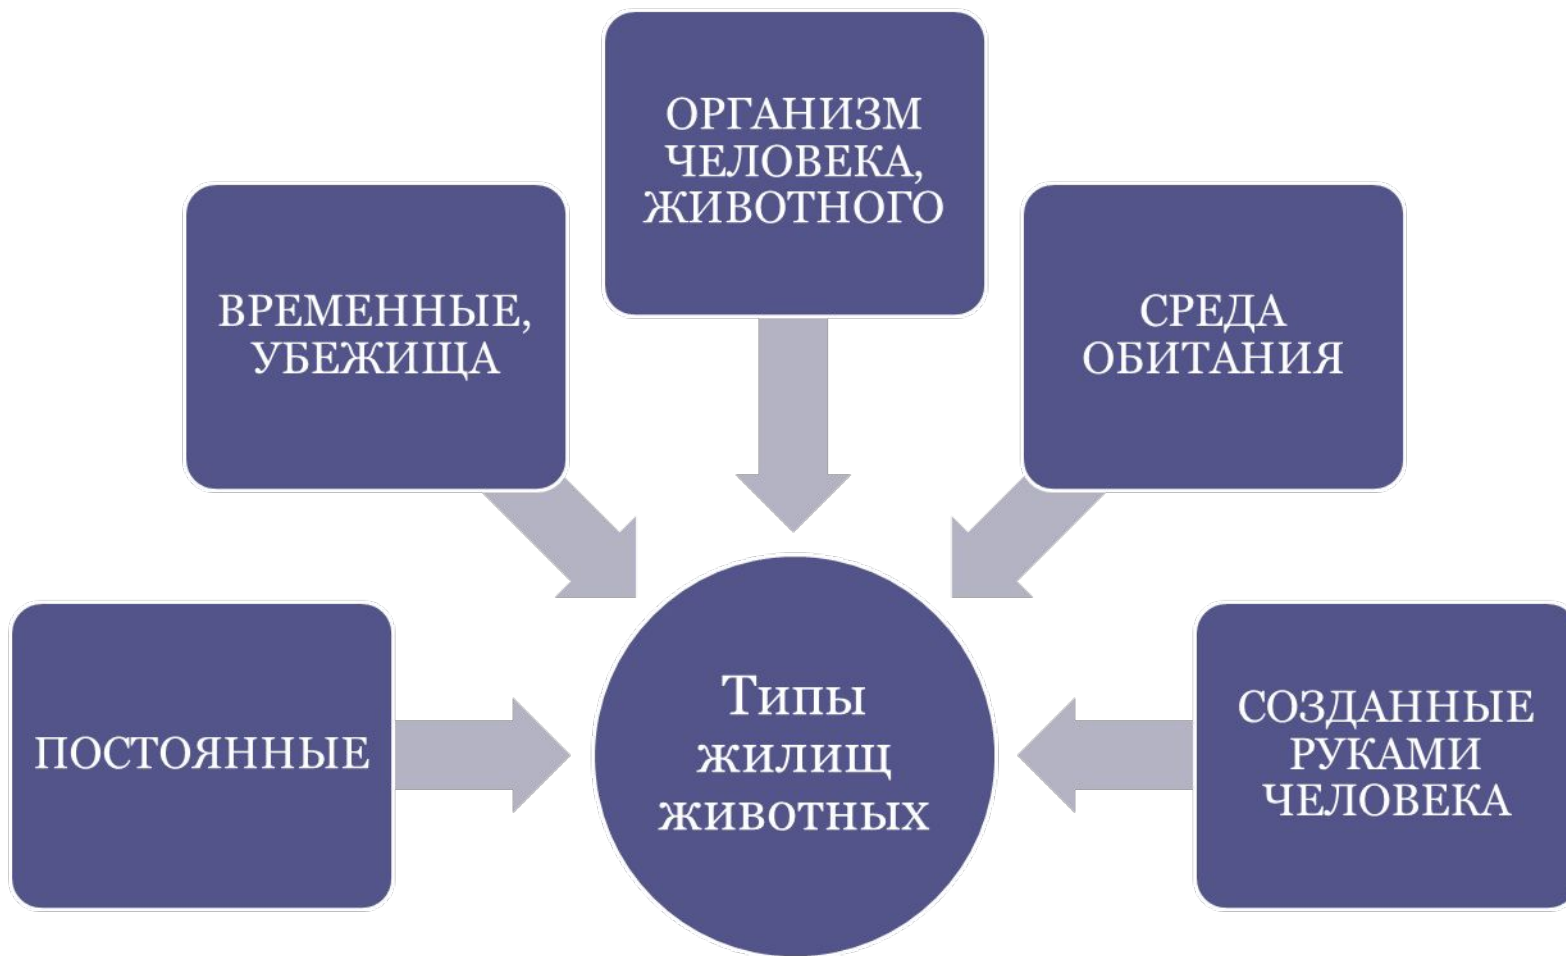 ОРГАНИЗМ
ЧЕЛОВЕКА,
ЖИВОТНОГО
ВРЕМЕННЫЕ,
УБЕЖИЩА
СРЕДА
ОБИТАНИЯ
ПОСТОЯННЫЕ
Типы
жилищ
животных
СОЗДАННЫЕ
РУКАМИ
ЧЕЛОВЕКА